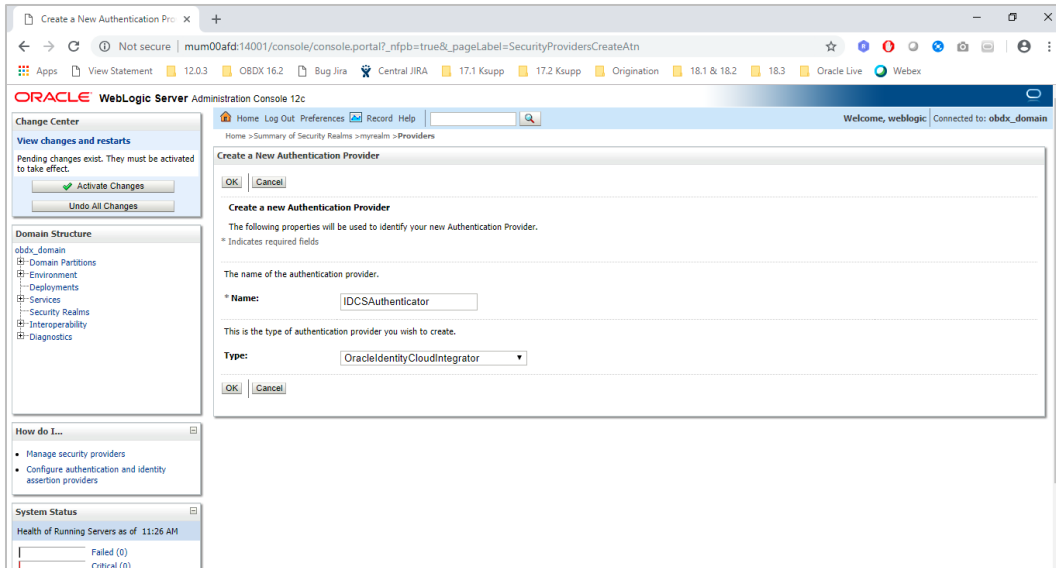 Create a New Authentication Pro
Not secure | mum00afd:14001/console/console.portal?_nfpb=true&_pageLabel=SecurityProvidersCreateAtn
Apps View Statement 12.0.3 OBDX 16.2 Bug Jira Central JIRA 17.1 Ksupp 17.2 Ksupp Origination 18.1 & 18.2 18.3 Oracle Live Webex
ORACLE WebLogic Server Administration Console 12c
Change Center
View changes and restarts
Pending changes exist. They must be activated
to take effect.
Activate Changes
Undo All Changes
Domain Structure
obdx_domain
Domain Partitions
Environment
Deployments
Services
Security Realms
Interoperability
Diagnostics
How do I...
Manage security providers
Configure authentication and identity
assertion providers
System Status
Health of Running Servers as of 11:26 AM
Failed (0)
Critical (0)
Home Log Out Preferences Record Help
Welcome, weblogic Connected to: obdx_domain
Home >Summary of Security Realms >myrealm >Providers
Create a New Authentication Provider
OK Cancel
Create a new Authentication Provider
The following properties will be used to identify your new Authentication Provider.
* Indicates required fields
The name of the authentication provider.
* Name: IDCSAuthenticator
This is the type of authentication provider you wish to create.
Type: OracleIdentityCloudIntegrator
OK Cancel